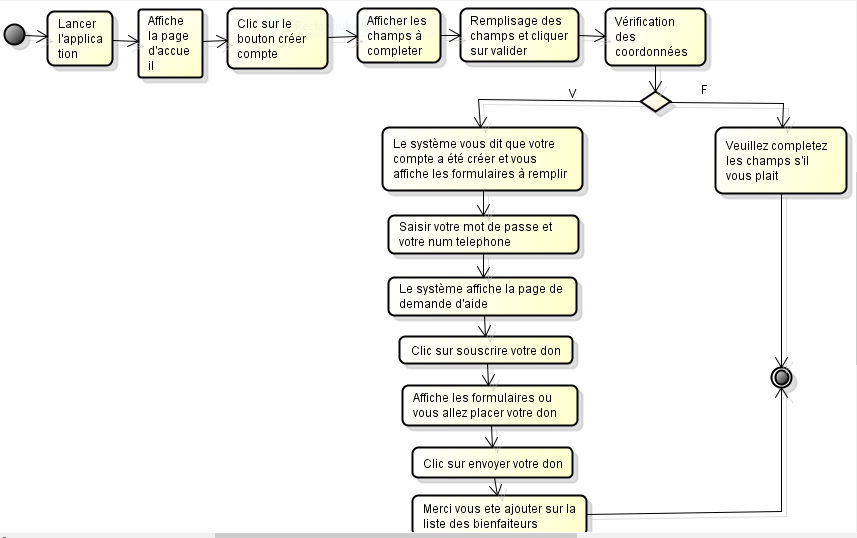 Lancer
l'applica
tion
Affiche
la page
d'accue
il
Clic sur le
bouton créer
compte
Afficher les
champs à
completer
Remplisage des
champs et cliquer
sur valider
Vérification
des
coordonnées
V
F
Le système vous dit que votre
compte a été créer et vous
affiche les formulaires à remplir
Veuillez completez
les champs s'il
vous plait
Saisir votre mot de passe et
votre num telephone
Le système affiche la page de
demande d'aide
Clic sur souscrire votre don
Affiche les formulaires ou
vous allez placer votre don
Clic sur envoyer votre don
Merci vous ete ajouter sur la
liste des bienfaiteurs